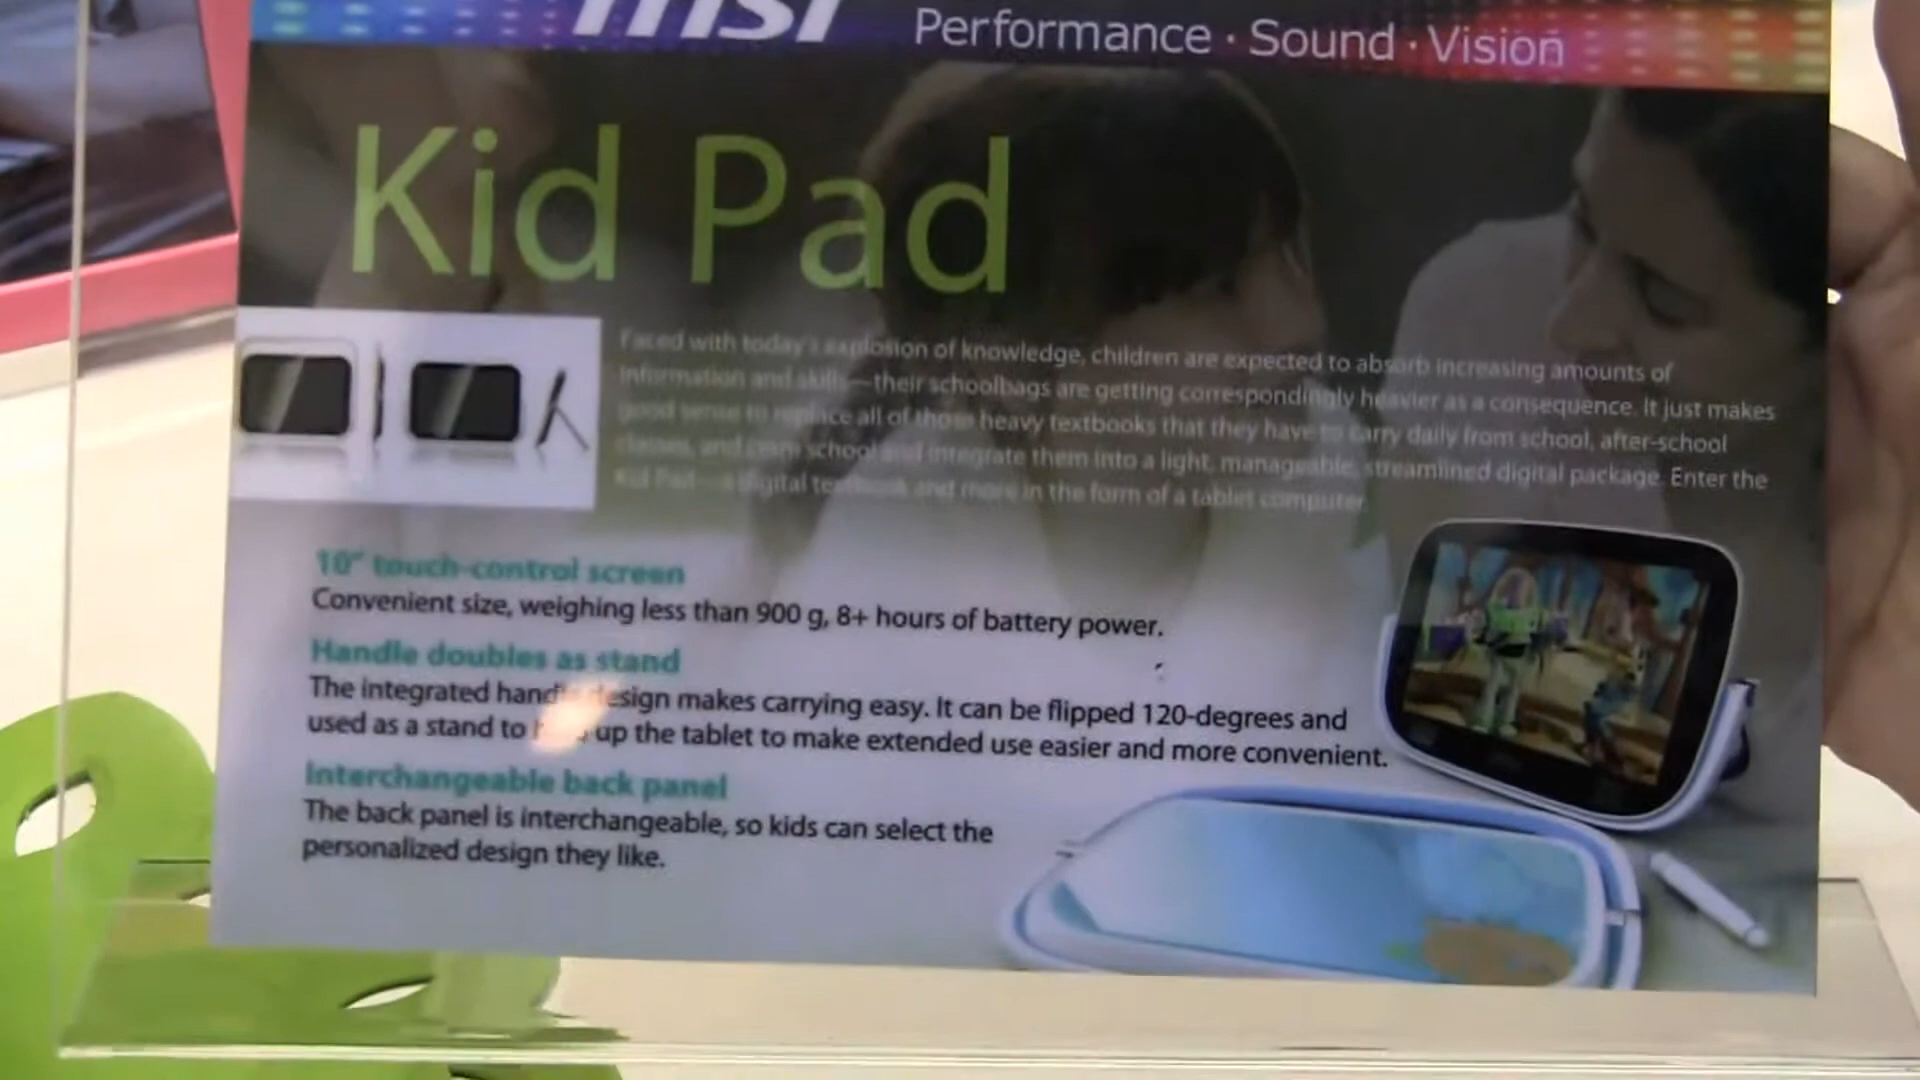 msi Performance · Sound · Vision
Kid Pad
Faced with today's explosion of knowledge, children are expected to absorb increasing amounts of
information and skills—their schoolbags are getting correspondingly heavier as a consequence. It just makes
good sense to replace all of those heavy textbooks that they have to carry daily from school, after-school
classes, and cram school and integrate them into a light, manageable, streamlined digital package. Enter the
Kid Pad—a digital textbook and more in the form of a tablet computer.
10" touch-control screen
Convenient size, weighing less than 900 g, 8+ hours of battery power.
Handle doubles as stand
The integrated handle design makes carrying easy. It can be flipped 120-degrees and
used as a stand to up the tablet to make extended use easier and more convenient.
Interchangeable back panel
The back panel is interchangeable, so kids can select the
personalized design they like.